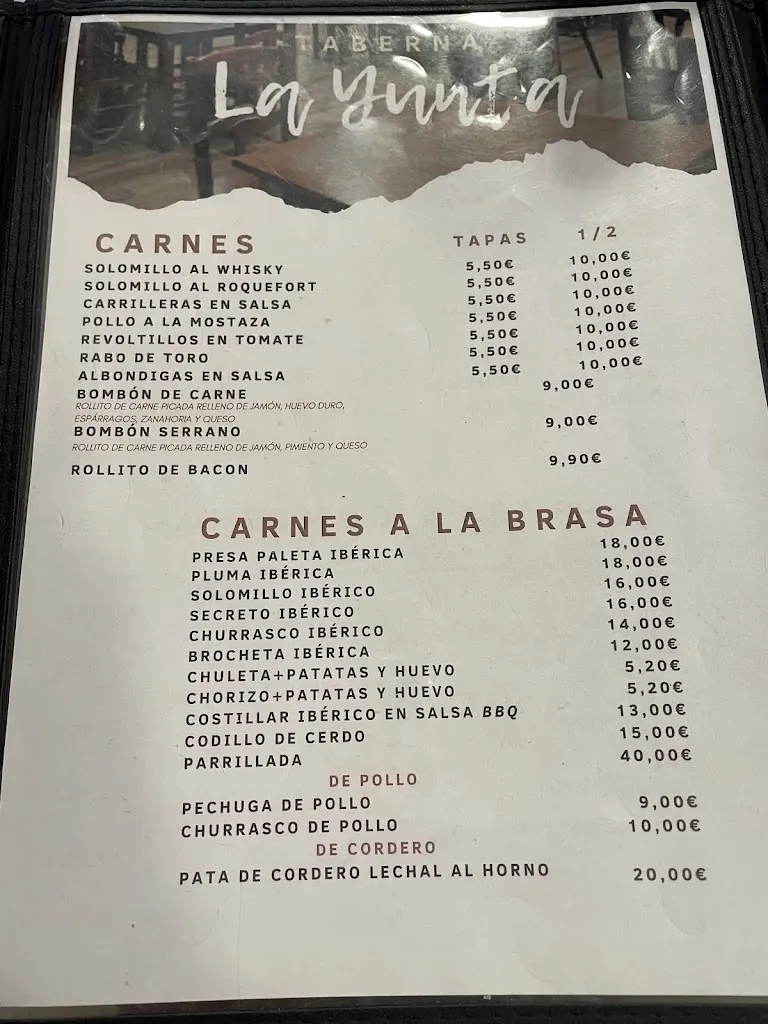 TABERNA
La Yunta
CARNES TAPAS 1/2
SOLOMILLO AL WHISKY 5,50€ 10,00€
SOLOMILLO AL ROQUEFORT 5,50€ 10,00€
CARRILLERAS EN SALSA 5,50€ 10,00€
POLLO A LA MOSTAZA 5,50€ 10,00€
REVOLTILLOS EN TOMATE 5,50€ 10,00€
RABO DE TORO 5,50€ 10,00€
ALBONDIGAS EN SALSA 5,50€ 10,00€
BOMBÓN DE CARNE 9,00€
ROLLITO DE CARNE PICADA RELLENO DE JAMÓN, HUEVO DURO,
ESPÁRRAGOS, ZANAHORIA Y QUESO
BOMBÓN SERRANO 9,00€
ROLLITO DE CARNE PICADA RELLENO DE JAMÓN, PIMIENTO Y QUESO
ROLLITO DE BACON 9,90€
CARNES A LA BRASA
PRESA PALETA IBÉRICA 18,00€
PLUMA IBÉRICA 18,00€
SOLOMILLO IBÉRICO 16,00€
SECRETO IBÉRICO 16,00€
CHURRASCO IBÉRICO 14,00€
BROCHETA IBÉRICA 12,00€
CHULETA+PATATAS Y HUEVO 5,20€
CHORIZO+PATATAS Y HUEVO 5,20€
COSTILLAR IBÉRICO EN SALSA BBQ 13,00€
CODILLO DE CERDO 15,00€
PARRILLADA 40,00€
DE POLLO
PECHUGA DE POLLO 9,00€
CHURRASCO DE POLLO 10,00€
DE CORDERO
PATA DE CORDERO LECHAL AL HORNO 20,00€